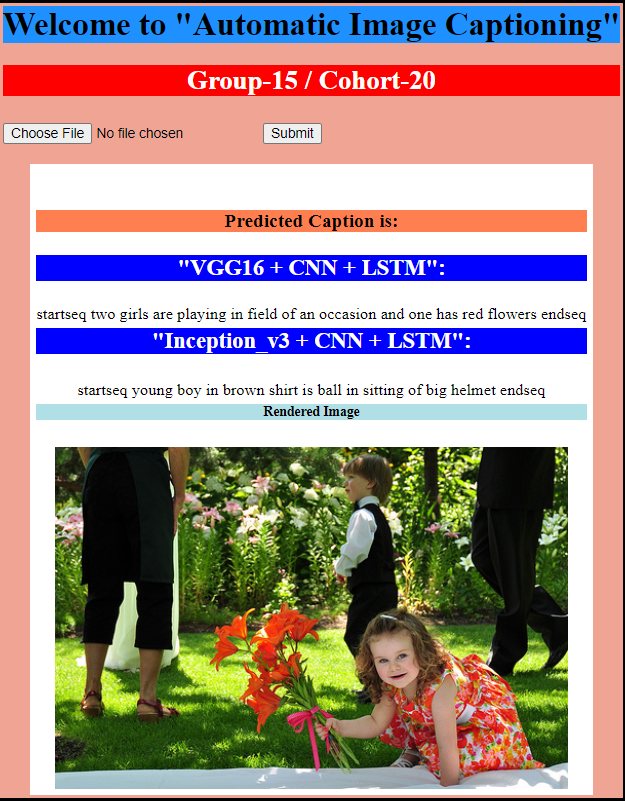 Welcome to "Automatic Image Captioning"
Group-15 / Cohort-20
Choose File No file chosen Submit
Predicted Caption is:
"VGG16 + CNN + LSTM":
startseq two girls are playing in field of an occasion and one has red flowers endseq
"Inception_v3 + CNN + LSTM":
startseq young boy in brown shirt is ball in sitting of big helmet endseq
Rendered Image